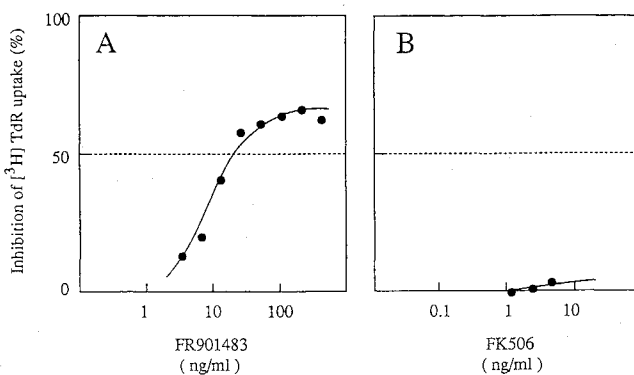 Inhibition of [³H] TdR uptake (%)
100
50
0
A
1 10 100
FR901483
( ng/ml )
B
0.1 1 10
FK506
( ng/ml )